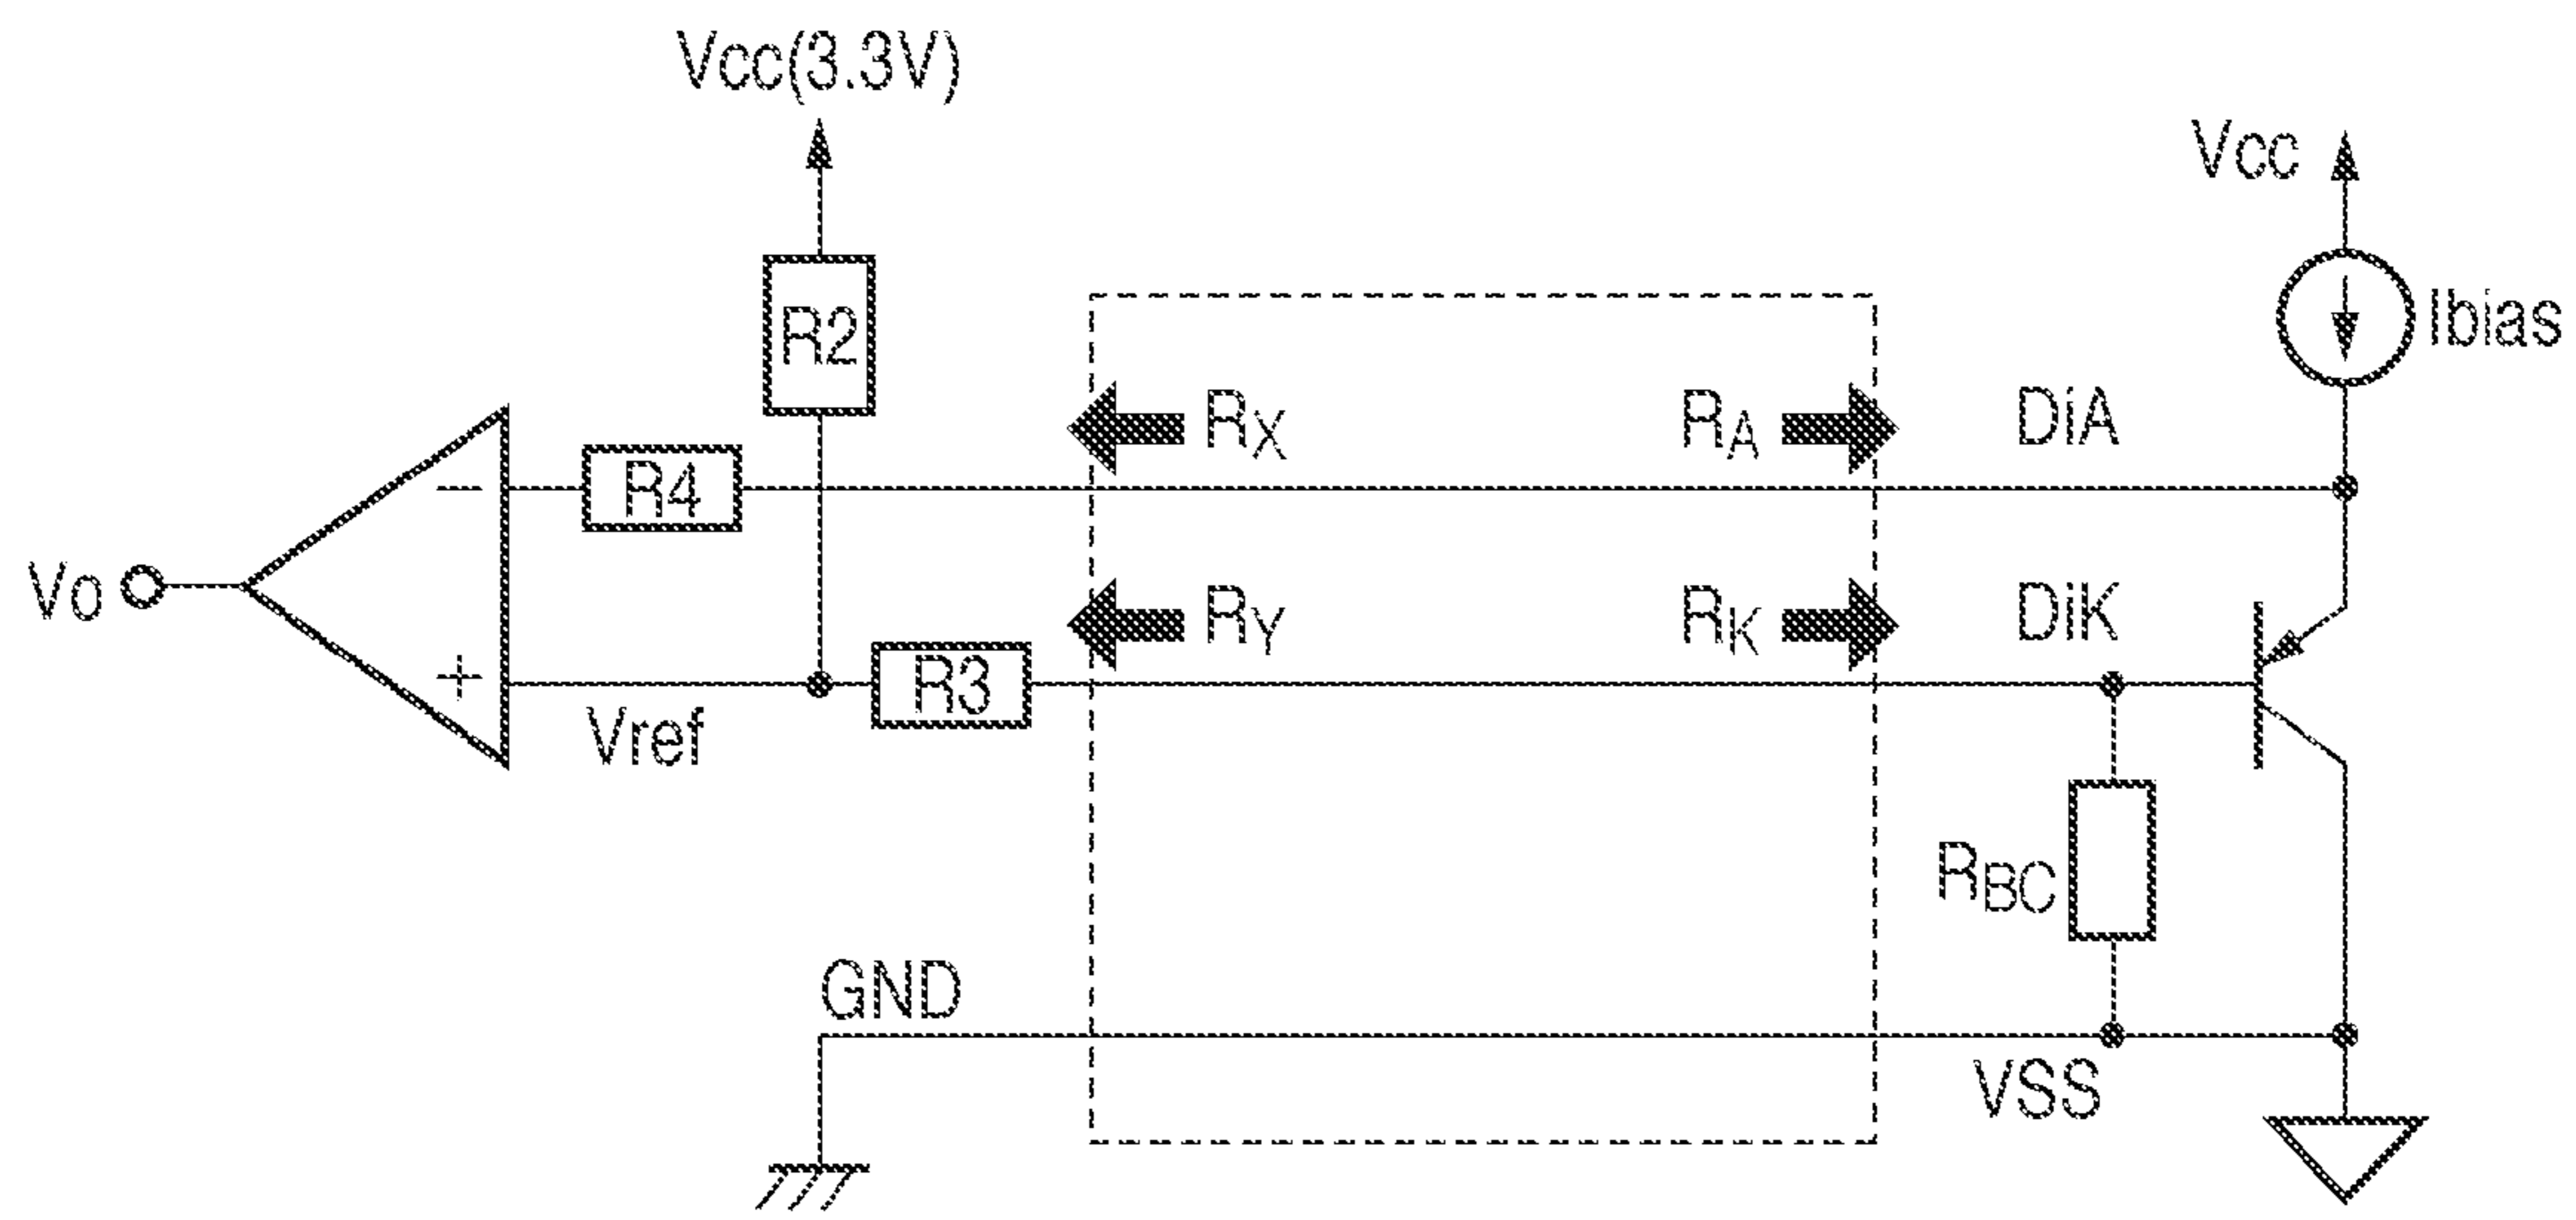 Vcc(3.3V)
Vcc
R2
Ibias
RX
RA
DiA
−
R4
Vo
RY
RK
DiK
+
R3
Vref
RBC
GND
VSS